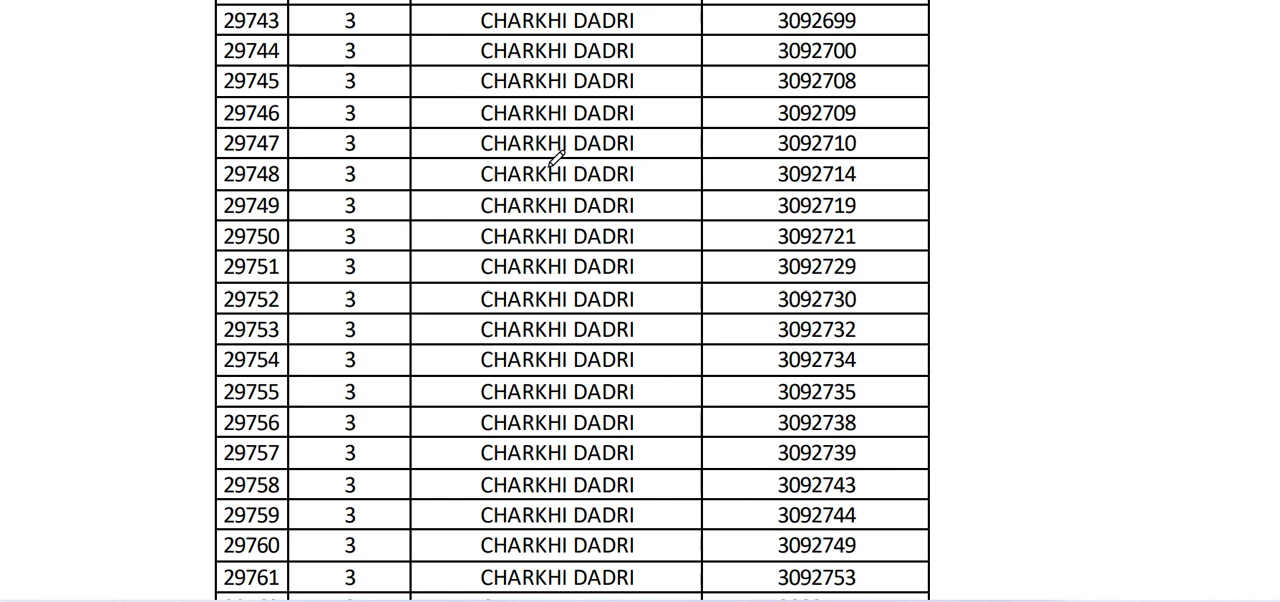 29743 3 CHARKHI DADRI 3092699
29744 3 CHARKHI DADRI 3092700
29745 3 CHARKHI DADRI 3092708
29746 3 CHARKHI DADRI 3092709
29747 3 CHARKHI DADRI 3092710
29748 3 CHARKHI DADRI 3092714
29749 3 CHARKHI DADRI 3092719
29750 3 CHARKHI DADRI 3092721
29751 3 CHARKHI DADRI 3092729
29752 3 CHARKHI DADRI 3092730
29753 3 CHARKHI DADRI 3092732
29754 3 CHARKHI DADRI 3092734
29755 3 CHARKHI DADRI 3092735
29756 3 CHARKHI DADRI 3092738
29757 3 CHARKHI DADRI 3092739
29758 3 CHARKHI DADRI 3092743
29759 3 CHARKHI DADRI 3092744
29760 3 CHARKHI DADRI 3092749
29761 3 CHARKHI DADRI 3092753